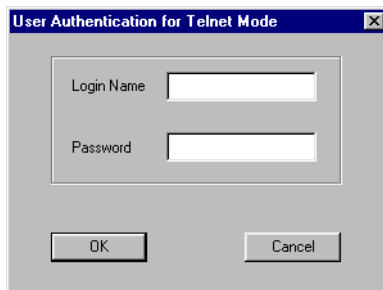 User Authentication for Telnet Mode
Login Name
Password
OK
Cancel